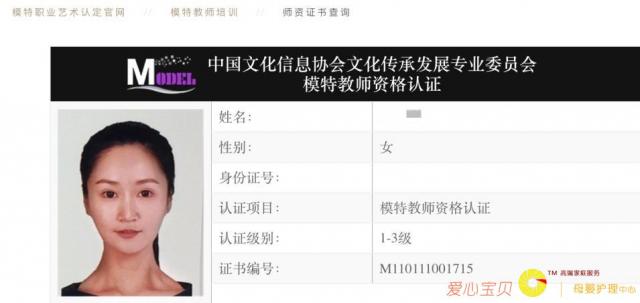 模特职业艺术认定官网 // 模特教师培训 // 师资证书查询
MODEL
中国文化信息协会文化传承发展专业委员会
模特教师资格认证
姓名:
性别: 女
身份证号:
认证项目: 模特教师资格认证
认证级别: 1-3级
证书编号: M110111001715
爱心宝贝 TM 高端家庭服务
母婴护理中心